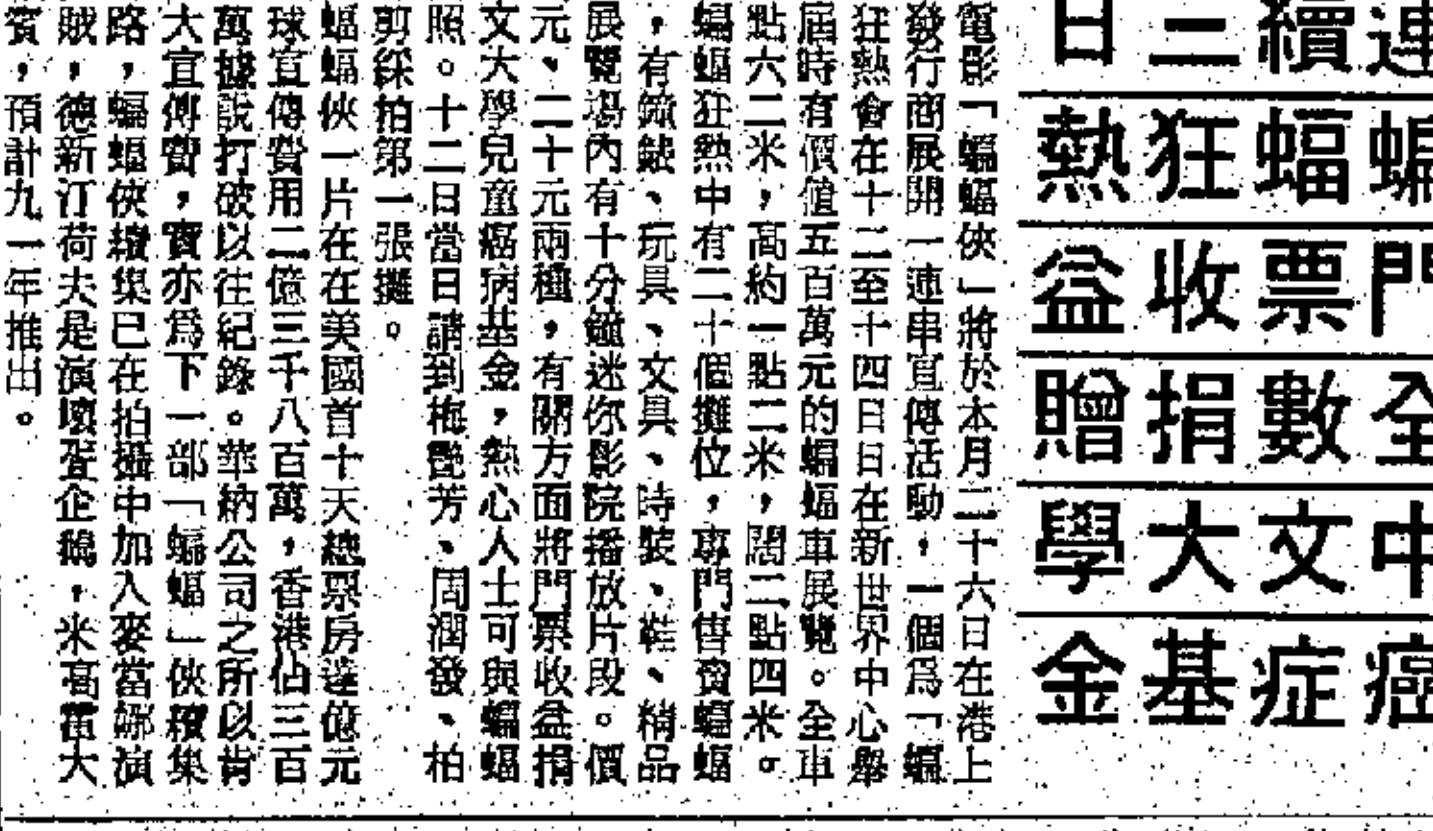 連續三日
蝙蝠狂熱
門票收益
全數捐贈
中文大學
癌症基金
電影「蝙蝠俠」將於本月二十六日在港上
發行商展開一連串宣傳活動，一個爲「蝙
狂熱會在十二至十四日日在新世界中心舉
屆時有價值五百萬元的蝙蝠車展覽。全車
點六二米，高約一點二米，闊二點四米。
蝙蝠狂熱中有二十個攤位，專門售賣蝙蝠
，有鐘錶、玩具、文具、時裝、鞋、精品
展覽場內有十分鐘迷你影院播放片段。價
元、二十元兩種，有關方面將門票收益捐
文大學兒童癌病基金，熱心人士可與蝙蝠
照。十二日當日請到梅艷芳、周潤發、柏
剪綵拍第一張攤。
蝙蝠俠一片在在美國首十天總票房達億元
球宣傳費用二億三千八百萬，香港佔三百
萬據說打破以往紀錄。華納公司之所以肯
大宣傳費，實亦爲下一部「蝙蝠」俠續集
路，蝙蝠俠續集已在拍攝中加入麥當娜演
賊，德新汀荷夫是演壞蛋企鵝，米高霍大
賓，預計九一年推出。